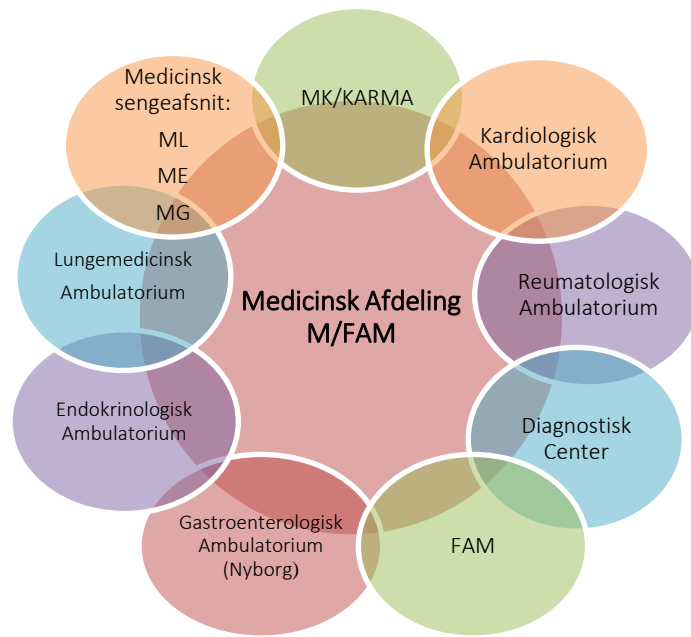 Medicinsk
sengeafsnit:
ML
ME
MG
MK/KARMA
Kardiologisk
Ambulatorium
Reumatologisk
Ambulatorium
Diagnostisk
Center
FAM
Gastroenterologisk
Ambulatorium
(Nyborg)
Endokrinologisk
Ambulatorium
Lungemedicinsk
Ambulatorium
Medicinsk Afdeling
M/FAM